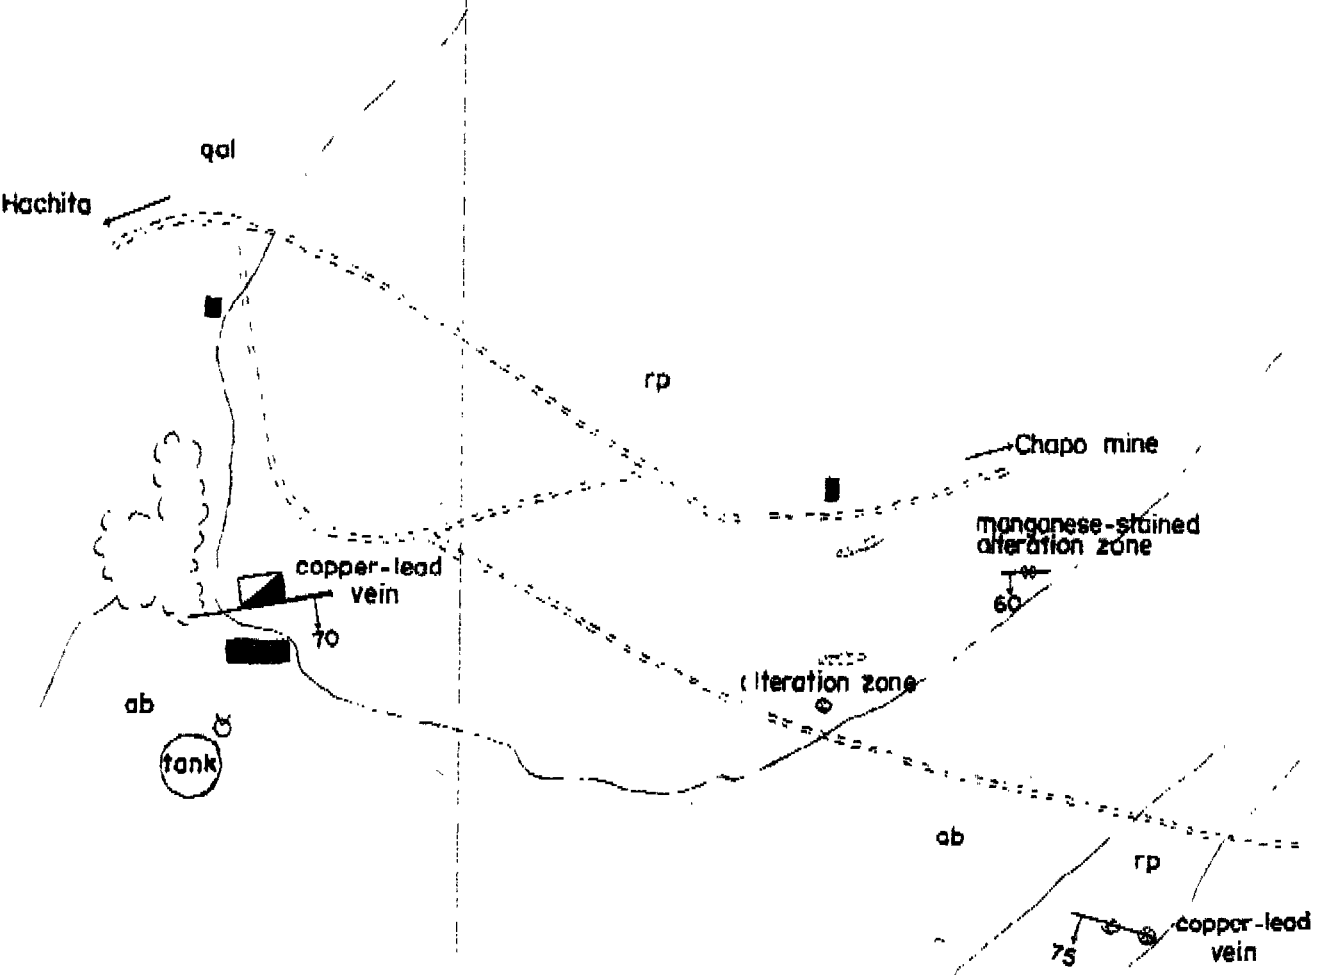 qal
Hachita
rp
Chapo mine
manganese-stained
alteration zone
60
copper-lead
vein
70
alteration zone
ab
tank
ab
rp
copper-lead
vein
75